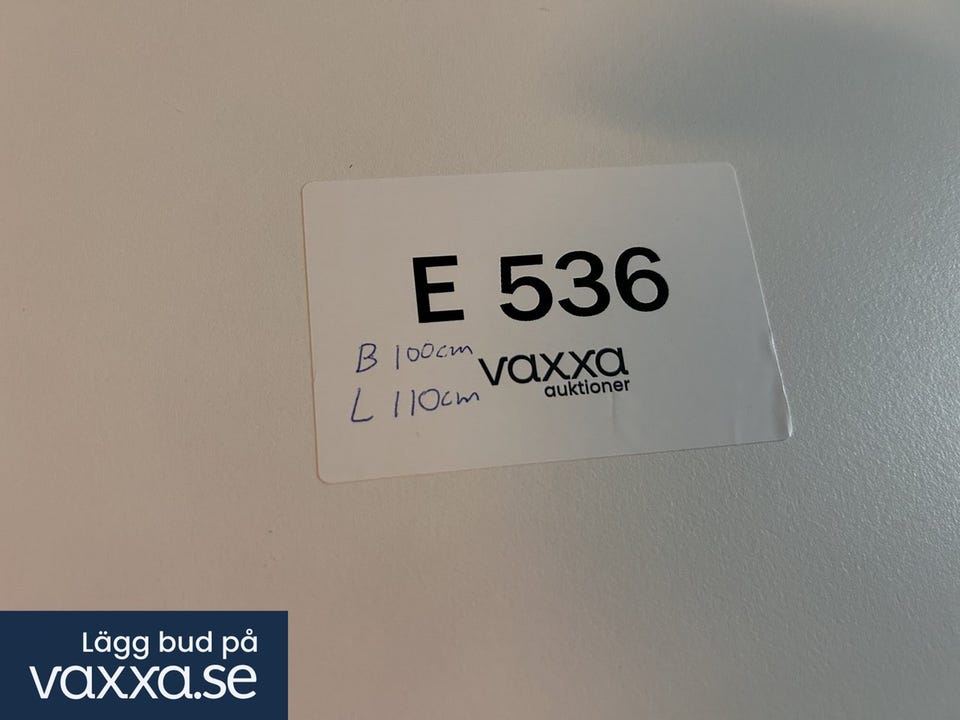 E 536
B 100cm
L 110cm
vaxxa
auktioner
Lägg bud på
vaxxa.se